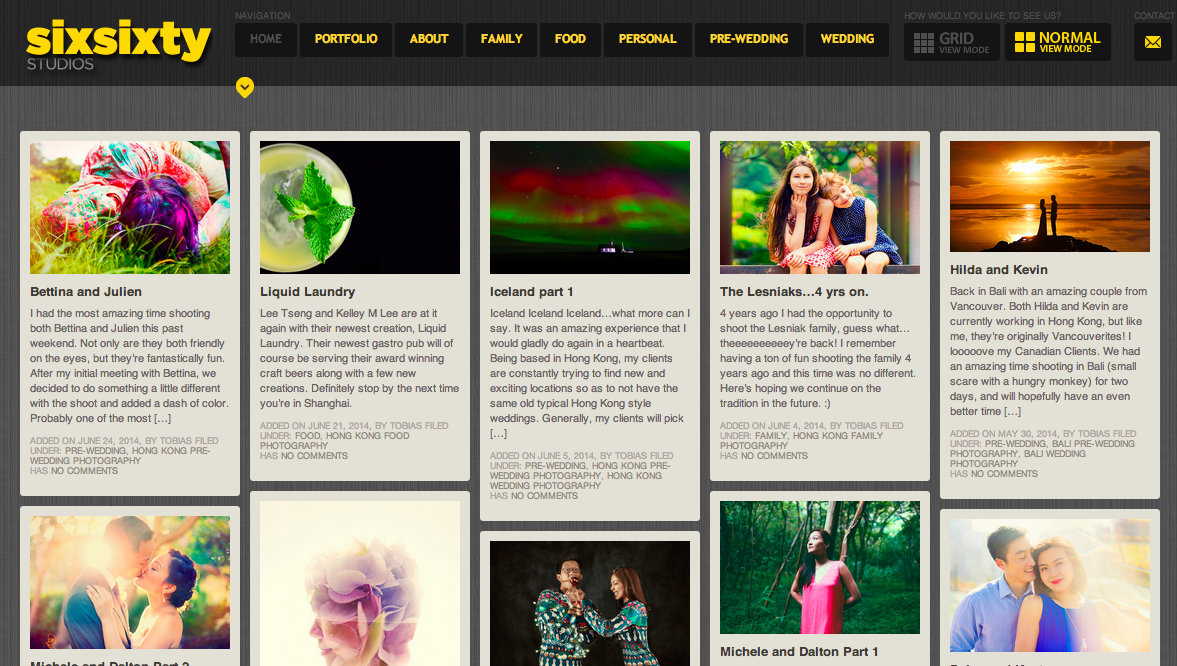 NAVIGATION
HOW WOULD YOU LIKE TO SEE US?
CONTACT
sixsixty
STUDIOS
HOME
PORTFOLIO
ABOUT
FAMILY
FOOD
PERSONAL
PRE-WEDDING
WEDDING
GRID
VIEW MODE
NORMAL
VIEW MODE
Bettina and Julien
I had the most amazing time shooting
both Bettina and Julien this past
weekend. Not only are they both friendly
on the eyes, but they're fantastically fun.
After my initial meeting with Bettina, we
decided to do something a little different
with the shoot and added a dash of color.
Probably one of the most [...]
ADDED ON JUNE 24, 2014, BY TOBIAS FILED
UNDER: PRE-WEDDING, HONG KONG PRE-
WEDDING PHOTOGRAPHY
HAS NO COMMENTS
Liquid Laundry
Lee Tseng and Kelley M Lee are at it
again with their newest creation, Liquid
Laundry. Their newest gastro pub will of
course be serving their award winning
craft beers along with a few new
creations. Definitely stop by the next time
you're in Shanghai.
ADDED ON JUNE 21, 2014, BY TOBIAS FILED
UNDER: FOOD, HONG KONG FOOD
PHOTOGRAPHY
HAS NO COMMENTS
Iceland part 1
Iceland Iceland Iceland...what more can I
say. It was an amazing experience that I
would gladly do again in a heartbeat.
Being based in Hong Kong, my clients
are constantly trying to find new and
exciting locations so as to not have the
same old typical Hong Kong style
weddings. Generally, my clients will pick
[...]
ADDED ON JUNE 5, 2014, BY TOBIAS FILED
UNDER: PRE-WEDDING, HONG KONG PRE-
WEDDING PHOTOGRAPHY, HONG KONG
WEDDING PHOTOGRAPHY
HAS NO COMMENTS
The Lesniaks...4 yrs on.
4 years ago I had the opportunity to
shoot the Lesniak family, guess what...
theeeeeeeeeey're back! I remember
having a ton of fun shooting the family 4
years ago and this time was no different.
Here's hoping we continue on the
tradition in the future. :)
ADDED ON JUNE 4, 2014, BY TOBIAS FILED
UNDER: FAMILY, HONG KONG FAMILY
PHOTOGRAPHY
HAS NO COMMENTS
Hilda and Kevin
Back in Bali with an amazing couple from
Vancouver. Both Hilda and Kevin are
currently working in Hong Kong, but like
me, they're originally Vancouverites! I
looooove my Canadian Clients. We had
an amazing time shooting in Bali (small
scare with a hungry monkey) for two
days, and will hopefully have an even
better time [...]
ADDED ON MAY 30, 2014, BY TOBIAS FILED
UNDER: PRE-WEDDING, BALI PRE-WEDDING
PHOTOGRAPHY, BALI WEDDING
PHOTOGRAPHY
HAS NO COMMENTS
Michele and Dalton Part 2
Michele and Dalton Part 1